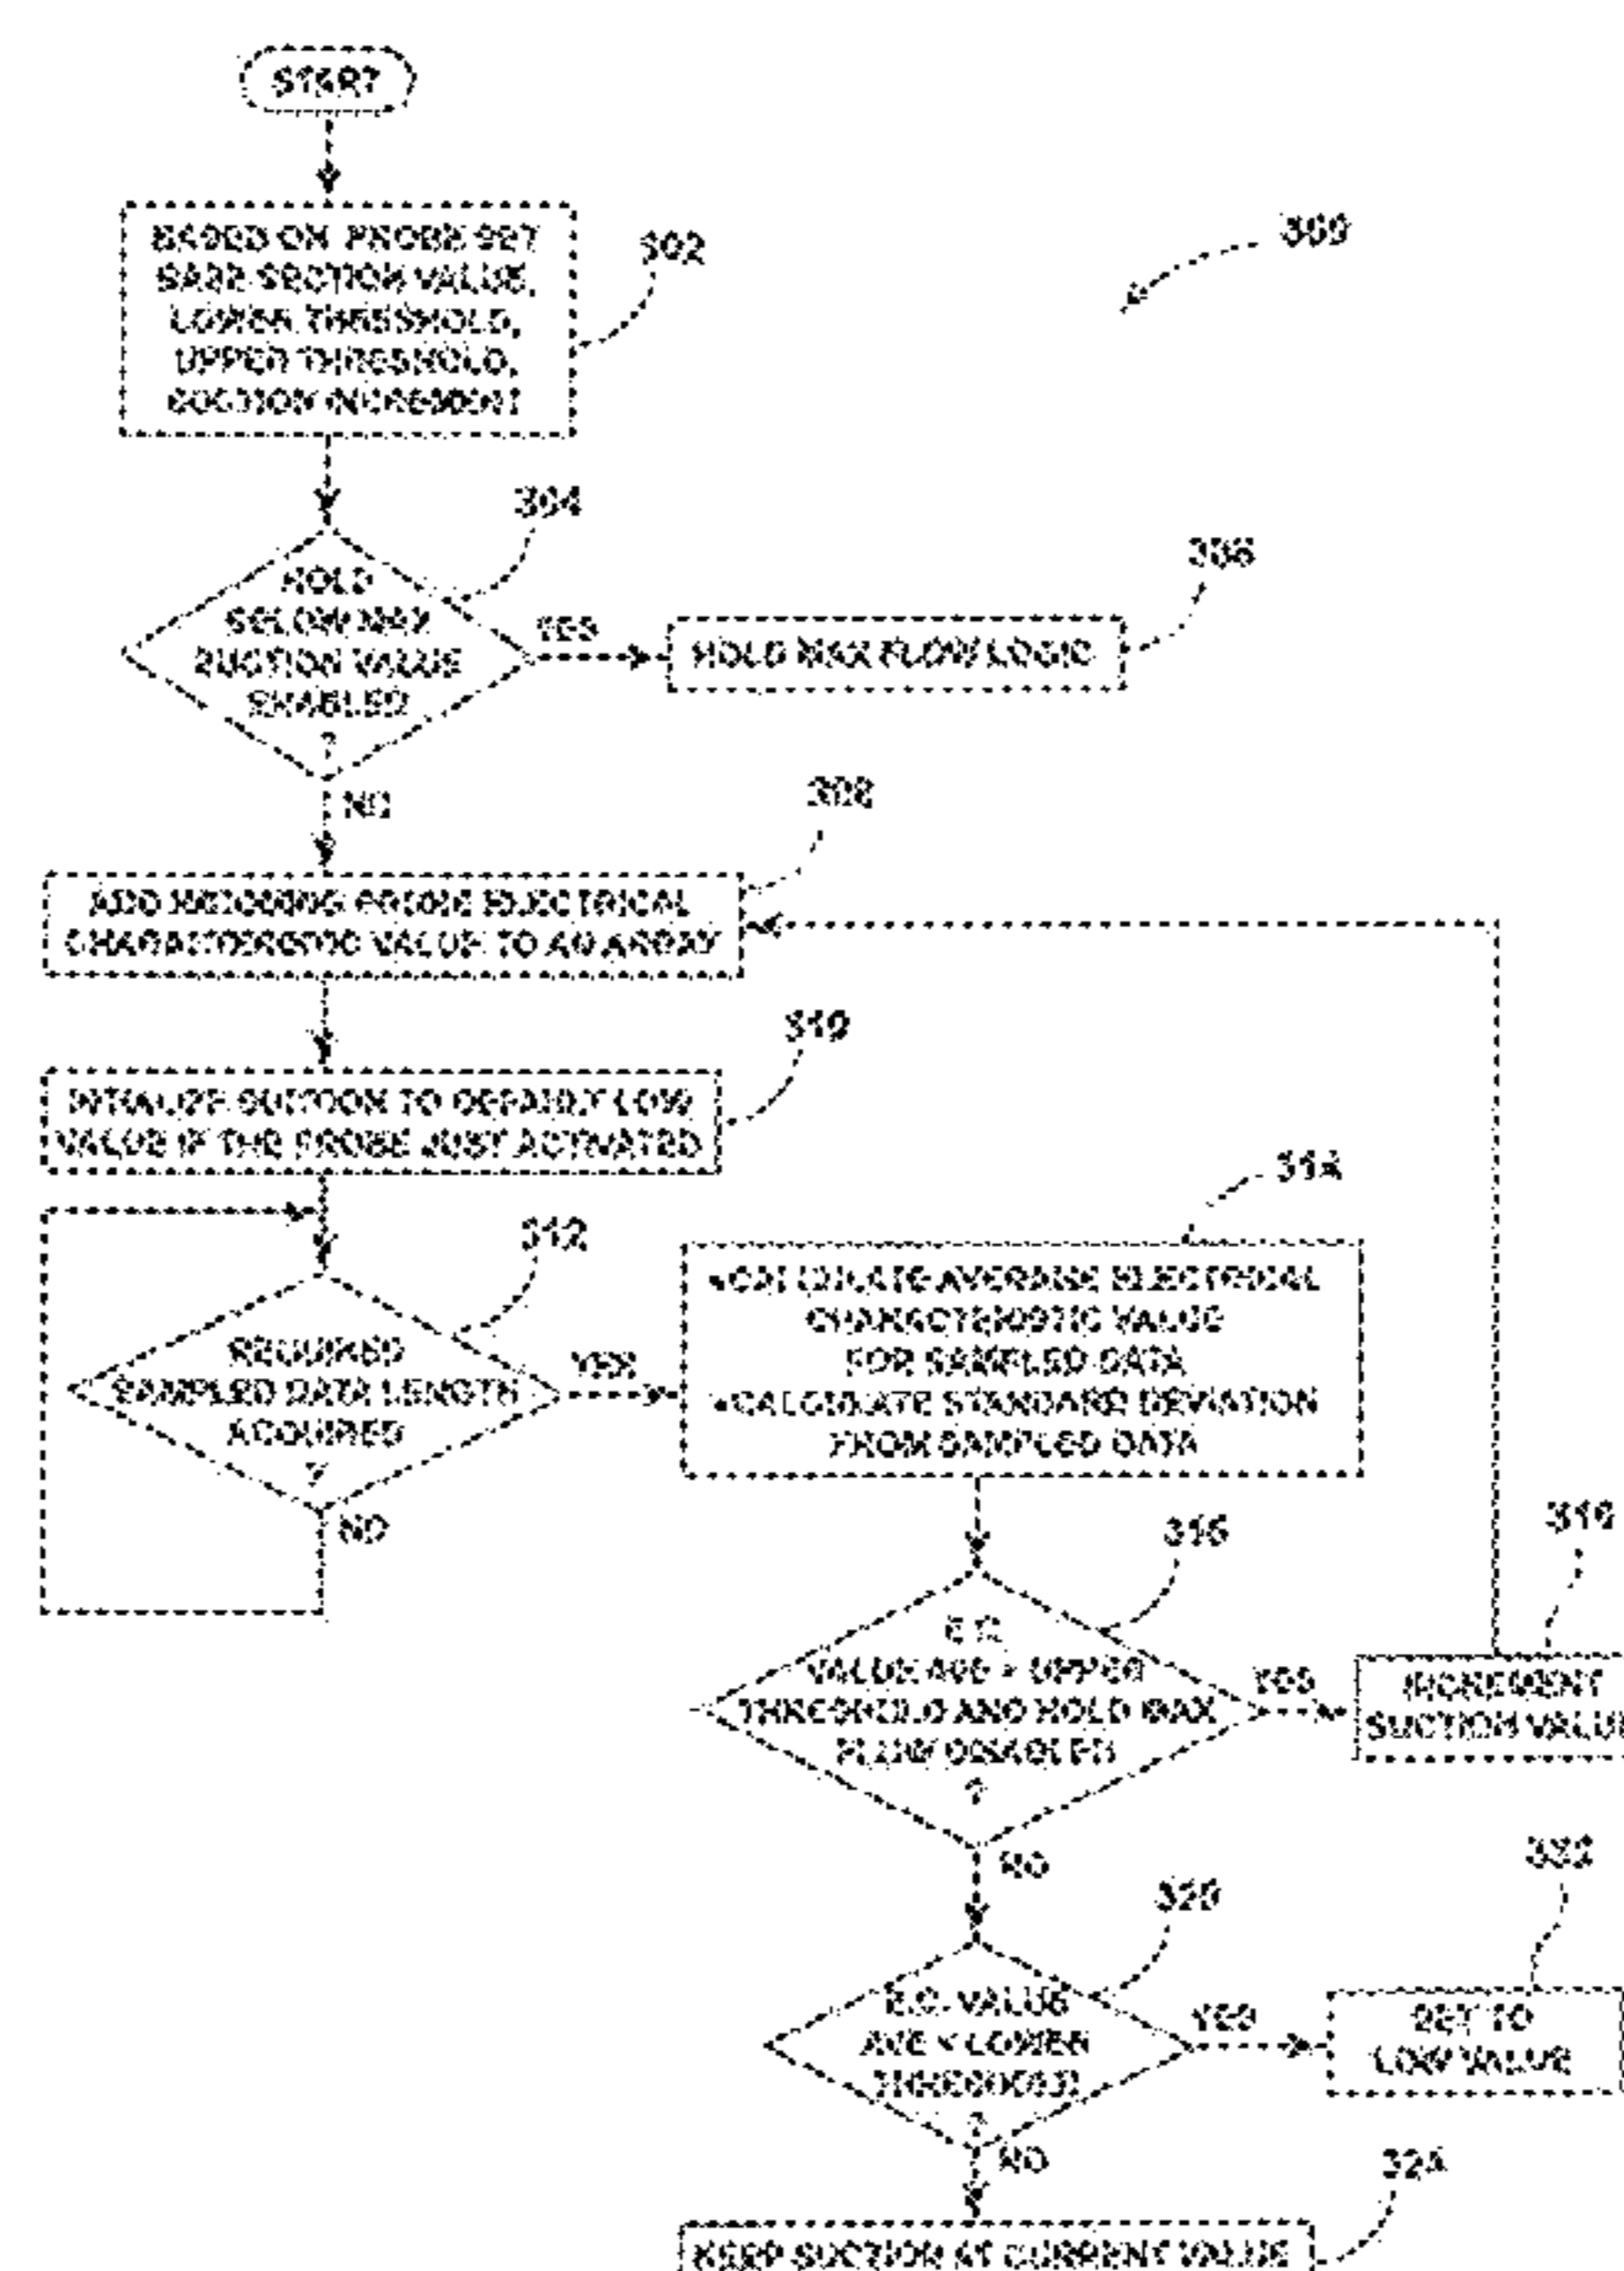 START
BASED ON PROBE SET
BASE SUCTION VALUE,
LOWER THRESHOLD,
UPPER THRESHOLD,
SUCTION INCREMENT
302
300
304
HOLD
BELOW MAX
SUCTION VALUE
ENABLED
?
YES
306
HOLD MAX FLOW LOGIC
NO
308
ADD INCOMING PROBE ELECTRICAL
CHARACTERISTIC VALUE TO AN ARRAY
310
INITIALIZE SUCTION TO DEFAULT LOW
VALUE IF THE PROBE JUST ACTIVATED
312
REQUIRED
SAMPLED DATA LENGTH
ACQUIRED
?
YES
NO
314
•CALCULATE AVERAGE ELECTRICAL
CHARACTERISTIC VALUE
FOR SAMPLED DATA
•CALCULATE STANDARD DEVIATION
FROM SAMPLED DATA
316
E.C.
VALUE AVE > UPPER
THRESHOLD AND HOLD MAX
FLOW DISABLED
?
YES
INCREMENT
SUCTION VALU
NO
320
E.C. VALUE
AVE < LOWER
THRESHOLD
?
YES
322
SET TO
LOW VALUE
NO
324
KEEP SUCTION AT CURRENT VALUE